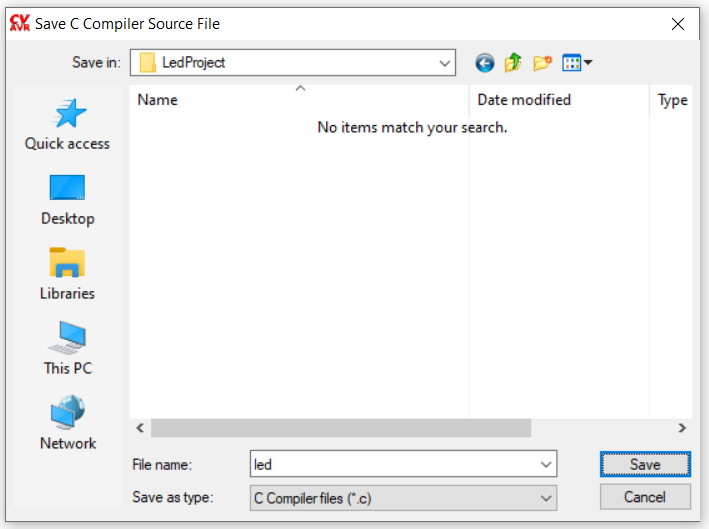 CV
AVR
Save C Compiler Source File
Save in: LedProject
Name Date modified Type
No items match your search.
Quick access
Desktop
Libraries
This PC
Network
File name: led Save
Save as type: C Compiler files (*.c) Cancel